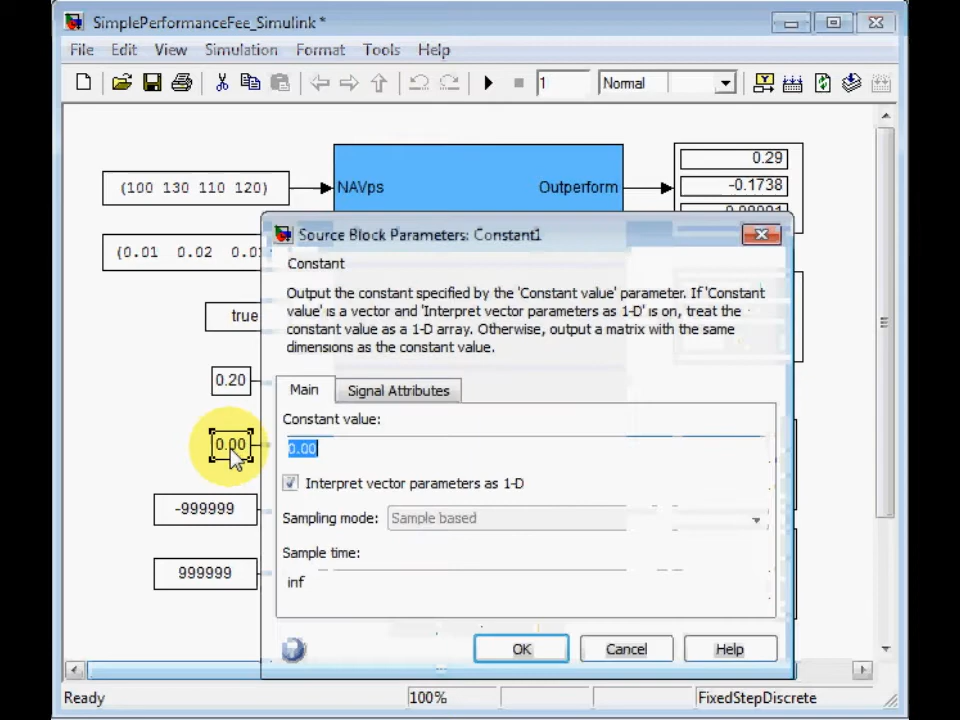 SimplePerformanceFee_Simulink *
File Edit View Simulation Format Tools Help
1 Normal
(100 130 110 120) NAVps Outperform 0.29
-0.1738
(0.01 0.02
true
0.20
0.00
-999999
999999
Source Block Parameters: Constant1
Constant
Output the constant specified by the 'Constant value' parameter. If 'Constant
value' is a vector and 'Interpret vector parameters as 1-D' is on, treat the
constant value as a 1-D array. Otherwise, output a matrix with the same
dimensions as the constant value.
Main Signal Attributes
Constant value:
0.00
Interpret vector parameters as 1-D
Sampling mode: Sample based
Sample time:
inf
OK Cancel Help
Ready 100% FixedStepDiscrete